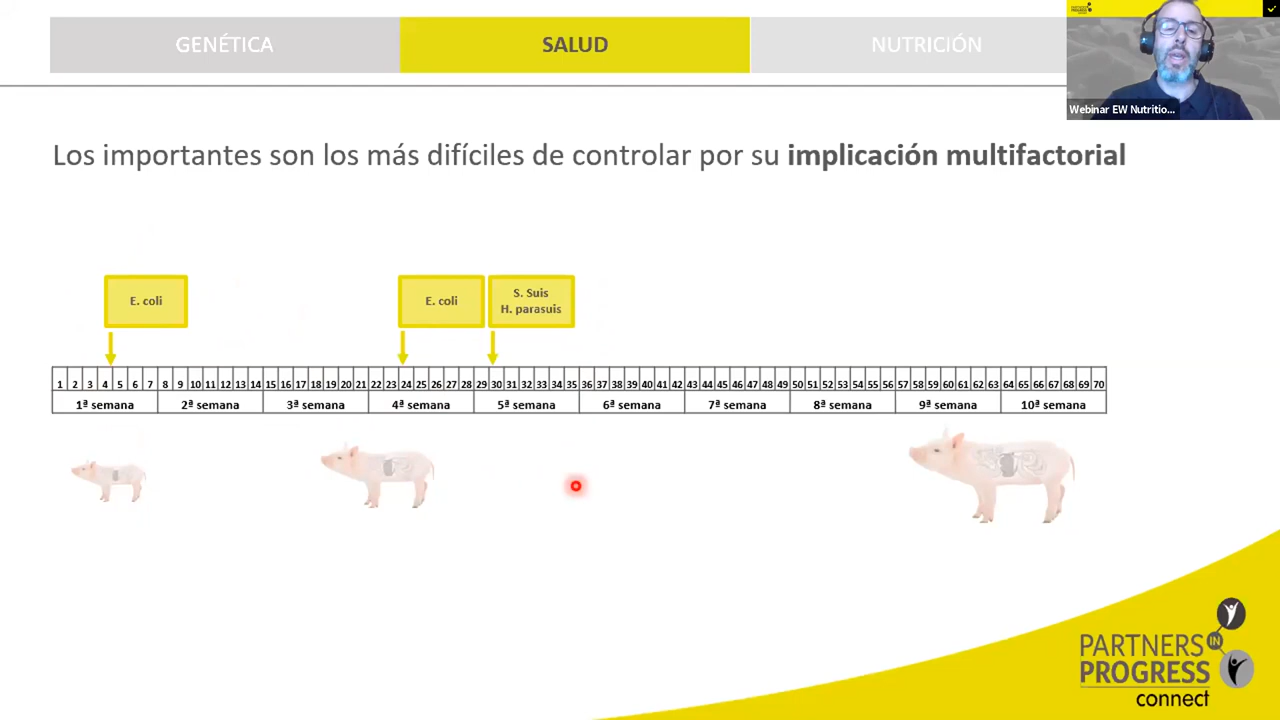 GENÉTICA
SALUD
NUTRICIÓN
Webinar EW Nutritio...
Los importantes son los más difíciles de controlar por su implicación multifactorial
E. coli
E. coli
S. Suis
H. parasuis
1 2 3 4 5 6 7 8 9 10 11 12 13 14 15 16 17 18 19 20 21 22 23 24 25 26 27 28 29 30 31 32 33 34 35 36 37 38 39 40 41 42 43 44 45 46 47 48 49 50 51 52 53 54 55 56 57 58 59 60 61 62 63 64 65 66 67 68 69 70
1ª semana 2ª semana 3ª semana 4ª semana 5ª semana 6ª semana 7ª semana 8ª semana 9ª semana 10ª semana
PARTNERS IN
PROGRESS
connect